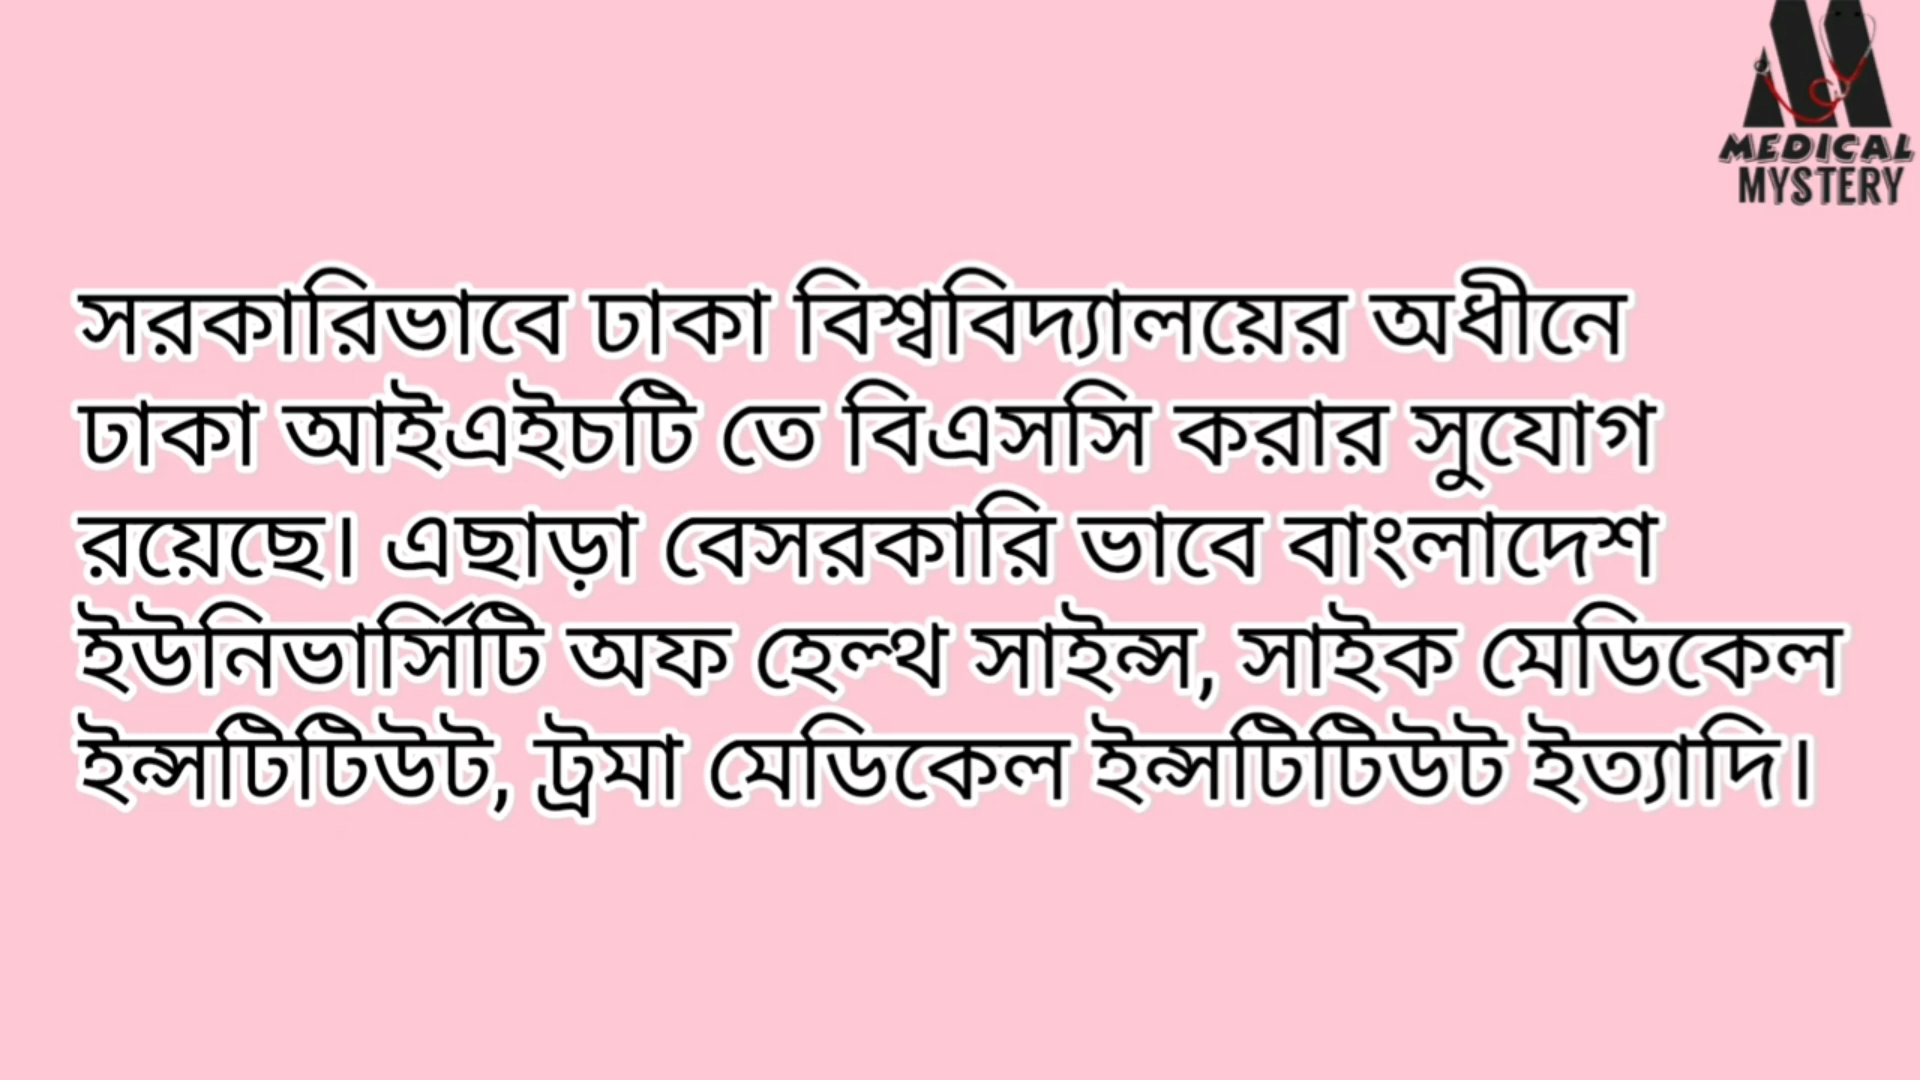 MEDICAL
MYSTERY
সরকারিভাবে ঢাকা বিশ্ববিদ্যালয়ের অধীনে
ঢাকা আইএইচটি তে বিএসসি করার সুযোগ
রয়েছে। এছাড়া বেসরকারি ভাবে বাংলাদেশ
ইউনিভার্সিটি অফ হেল্থ সাইন্স, সাইক মেডিকেল
ইন্সটিটিউট, ট্রমা মেডিকেল ইন্সটিটিউট ইত্যাদি।